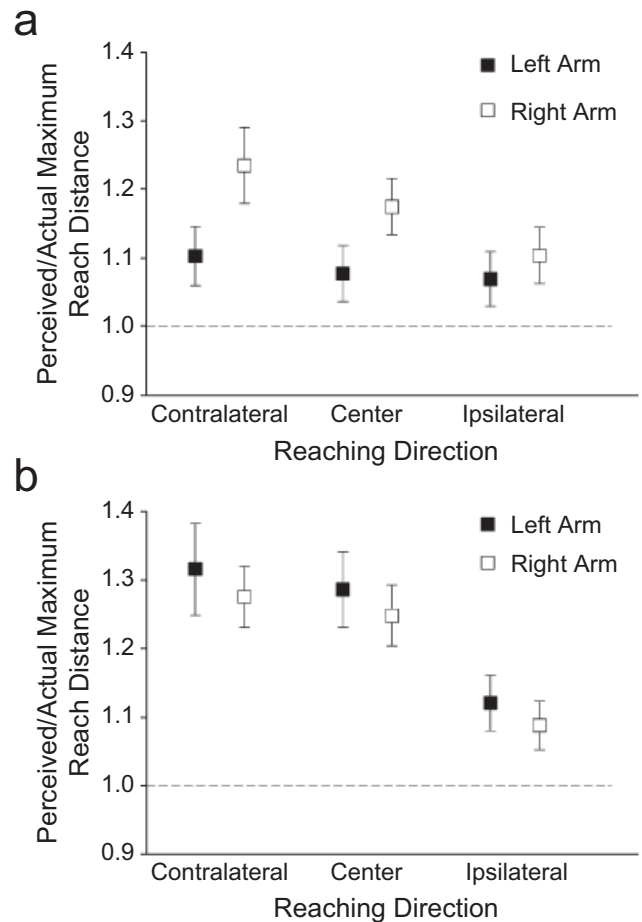 a
1.4
1.3
1.2
1.1
1.0
0.9
Perceived/Actual Maximum
Reach Distance
Left Arm
Right Arm
Contralateral Center Ipsilateral
Reaching Direction
b
1.4
1.3
1.2
1.1
1.0
0.9
Perceived/Actual Maximum
Reach Distance
Left Arm
Right Arm
Contralateral Center Ipsilateral
Reaching Direction